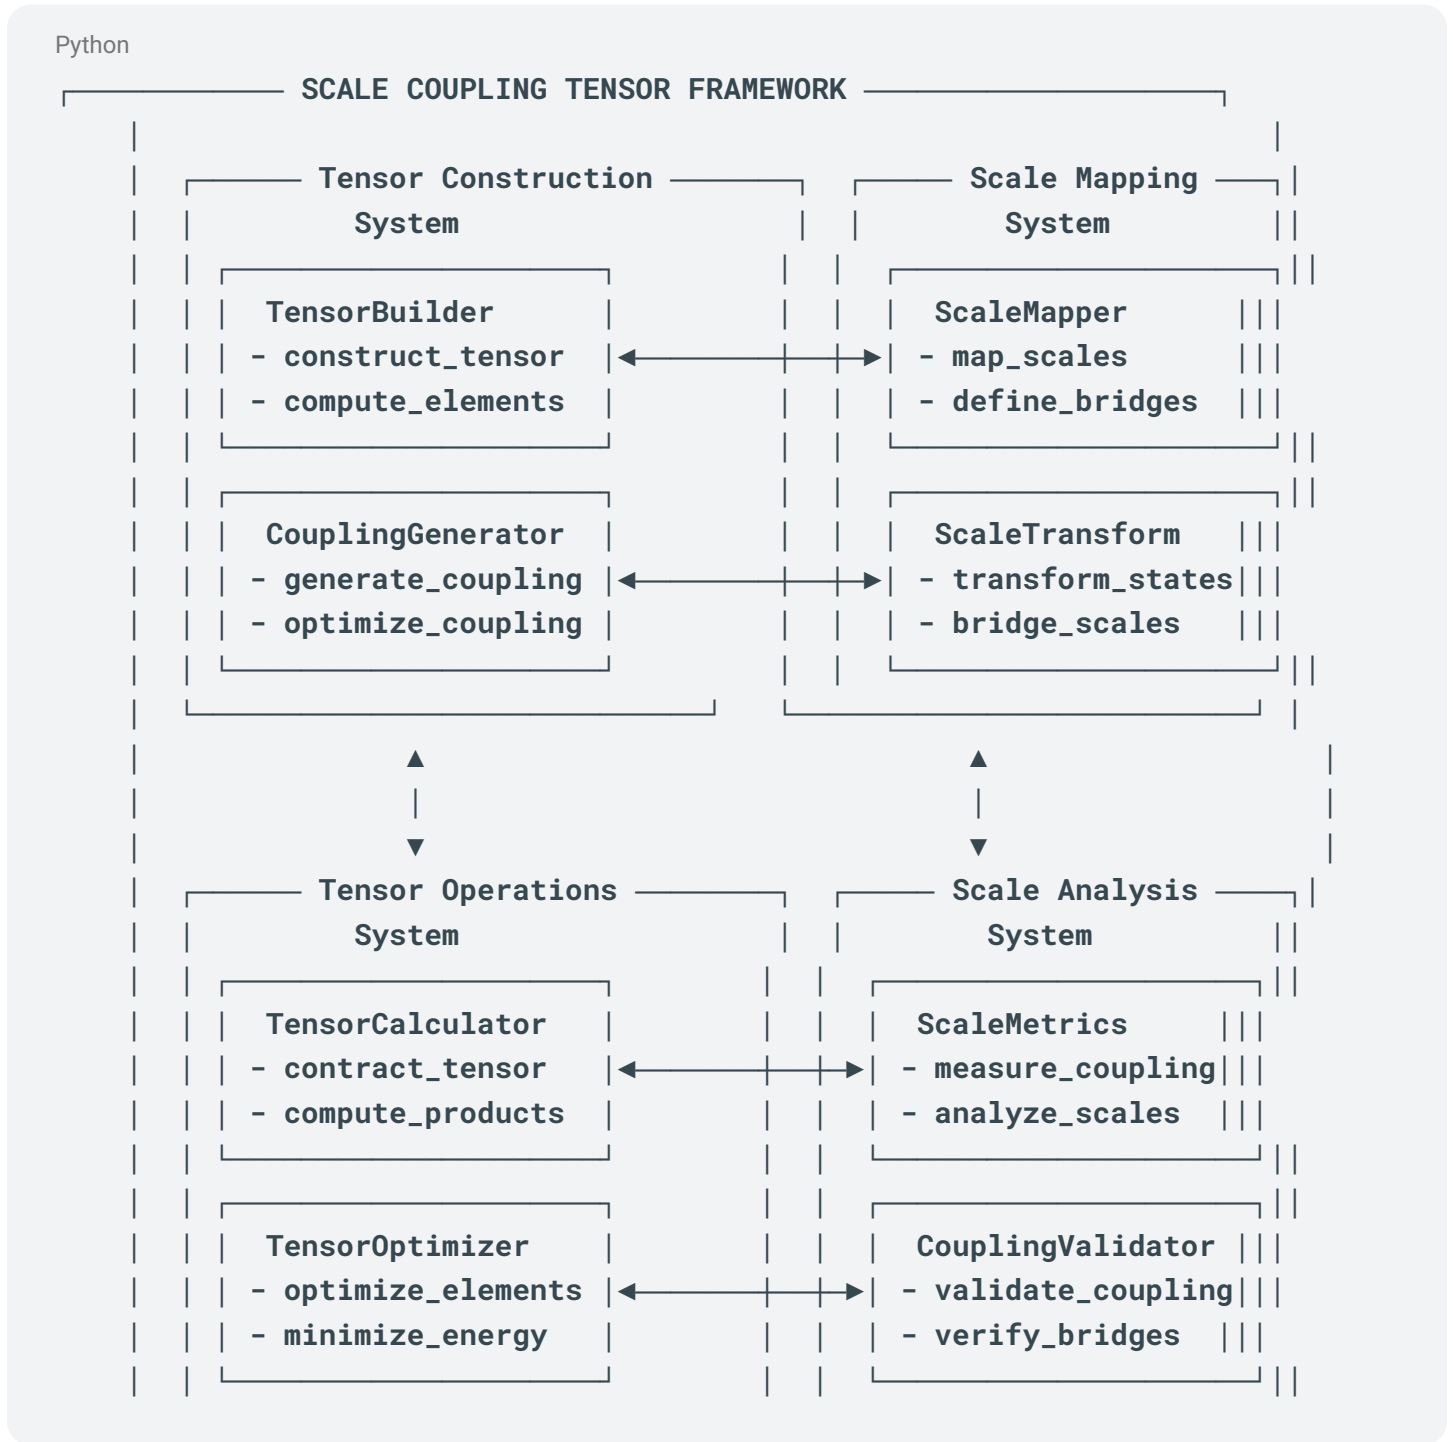 Python
SCALE COUPLING TENSOR FRAMEWORK
Tensor Construction Scale Mapping
System System
TensorBuilder ScaleMapper
- construct_tensor - map_scales
- compute_elements - define_bridges
CouplingGenerator ScaleTransform
- generate_coupling - transform_states
- optimize_coupling - bridge_scales
Tensor Operations Scale Analysis
System System
TensorCalculator ScaleMetrics
- contract_tensor - measure_coupling
- compute_products - analyze_scales
TensorOptimizer CouplingValidator
- optimize_elements - validate_coupling
- minimize_energy - verify_bridges